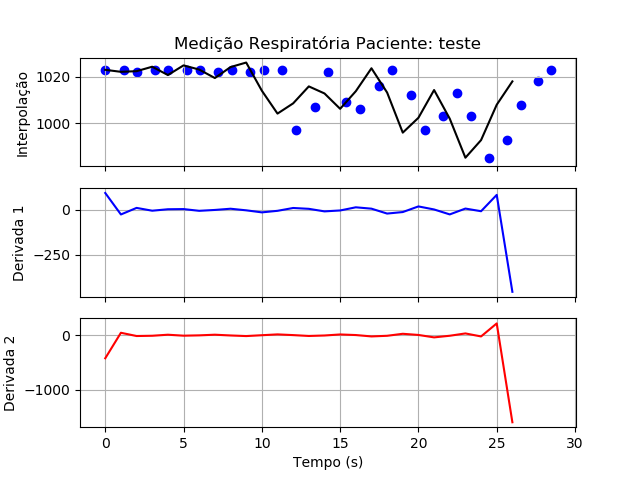 Medição Respiratória Paciente: teste
Interpolação
1020
1000
Derivada 1
0
−250
Derivada 2
0
−1000
0 5 10 15 20 25 30
Tempo (s)